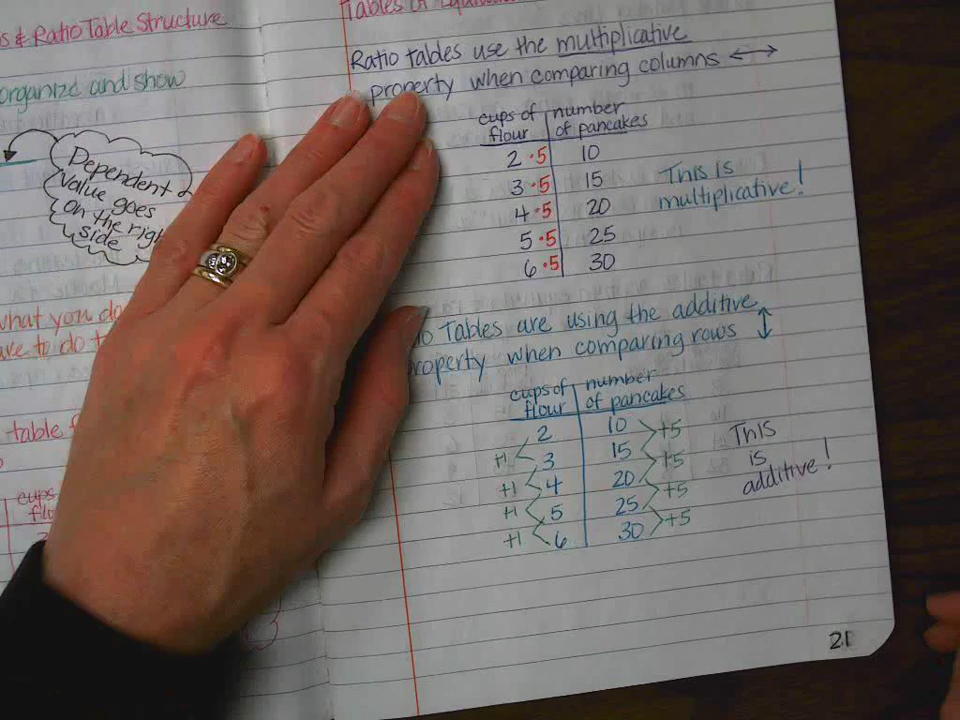 & Ratio Table Structure
organize and show
Dependent
value goes
on the right
side
what you do
to do
table
cups
Tables of
Ratio tables use the multiplicative
property when comparing columns ↔
cups of flour | number of pancakes
2 •5 | 10
3 •5 | 15
4 •5 | 20
5 •5 | 25
6 •5 | 30
This is
multiplicative!
Tables are using the additive
property when comparing rows ↕
cups of flour | number of pancakes
2 | 10
+1 3 | 15 +5
+1 4 | 20 +5
+1 5 | 25 +5
+1 6 | 30 +5
This
is
additive!
21